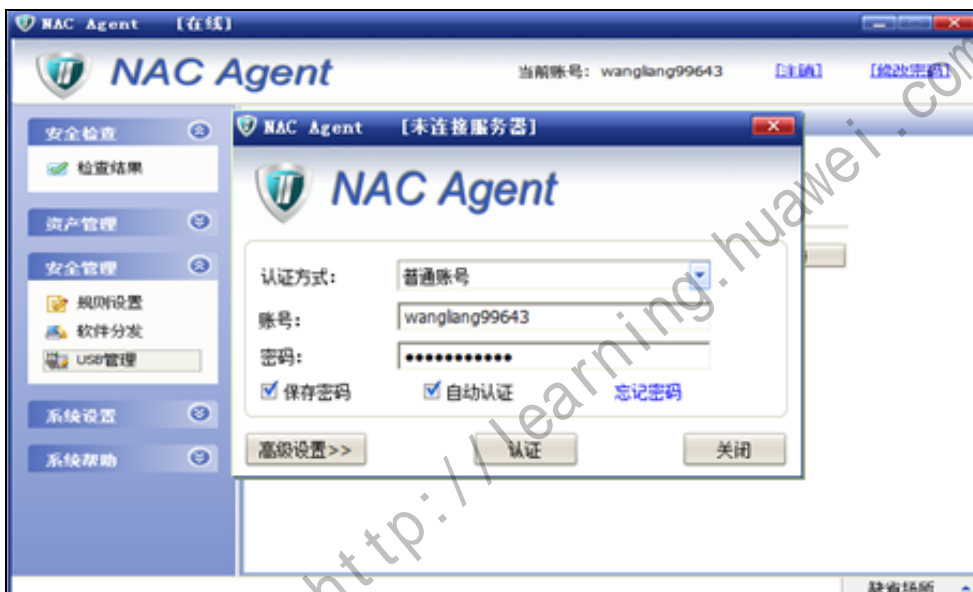 NAC Agent [在线]
NAC Agent
当前账号: wangliang99643 [注销] [修改密码]
安全检查
检查结果
资产管理
安全管理
规则设置
软件分发
USB管理
系统设置
系统帮助
NAC Agent [未连接服务器]
NAC Agent
认证方式: 普通账号
账号: wangliang99643
密码: •••••••••••
保存密码 自动认证 忘记密码
高级设置>> 认证 关闭
缺省场所
http://learning.huawei.com